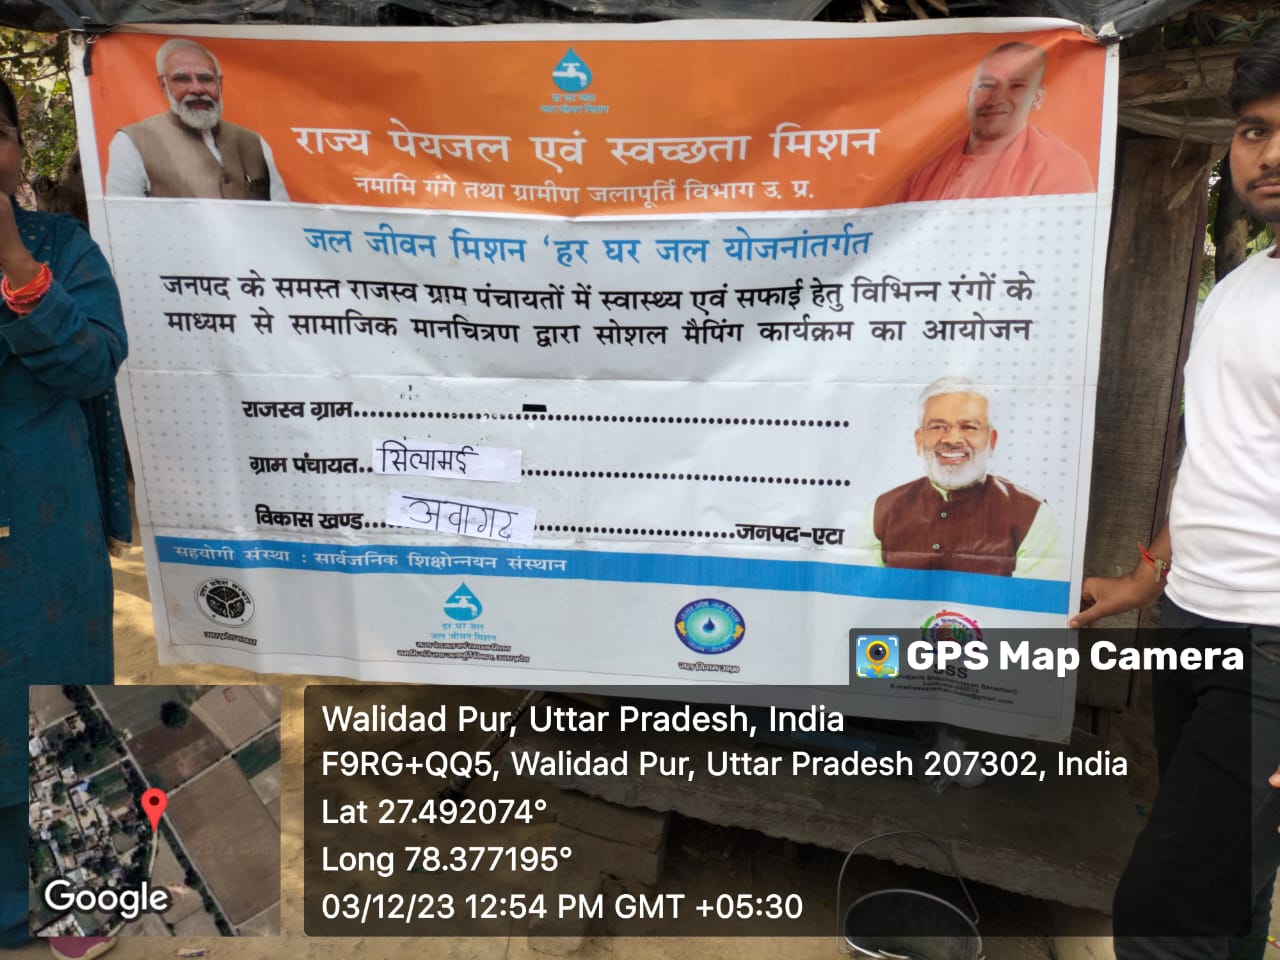 राज्य पेयजल एवं स्वच्छता मिशन
नमामि गंगे तथा ग्रामीण जलापूर्ति विभाग उ. प्र.
जल जीवन मिशन ‘हर घर जल योजनांतर्गत
जनपद के समस्त राजस्व ग्राम पंचायतों में स्वास्थ्य एवं सफाई हेतु विभिन्न रंगों के
माध्यम से सामाजिक मानचित्रण द्वारा सोशल मैपिंग कार्यक्रम का आयोजन
राजस्व ग्राम
ग्राम पंचायत.. सिलामई
विकास खण्ड.... अवागढ जनपद-एटा
सहयोगी संस्था : सार्वजनिक शिक्षोन्नयन संस्थान
हर घर जल
जल जीवन मिशन
GPS Map Camera
Walidad Pur, Uttar Pradesh, India
F9RG+QQ5, Walidad Pur, Uttar Pradesh 207302, India
Lat 27.492074°
Long 78.377195°
03/12/23 12:54 PM GMT +05:30
Google